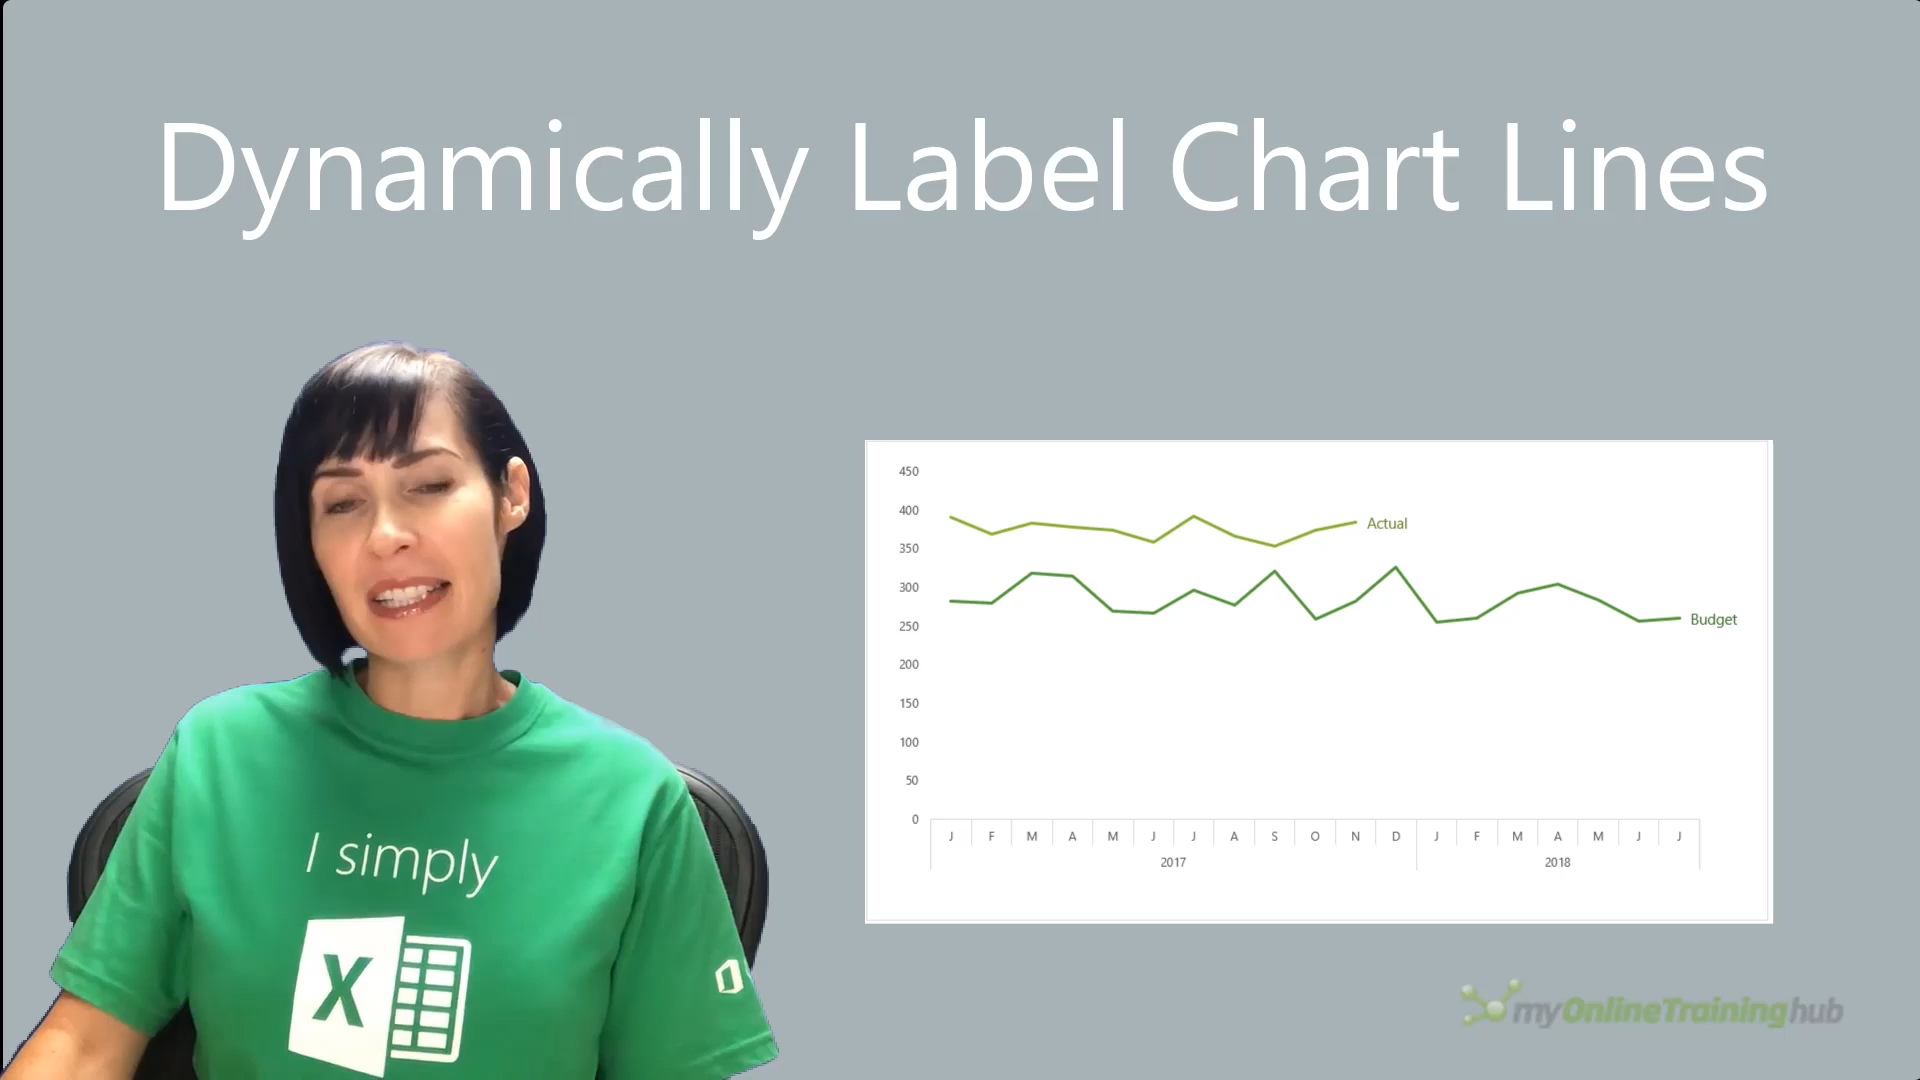 Dynamically Label Chart Lines
450
400
350
300
250
200
150
100
50
0
Actual
Budget
J F M A M J J A S O N D J F M A M J J
2017 2018
I simply
X
myOnlineTraininghub